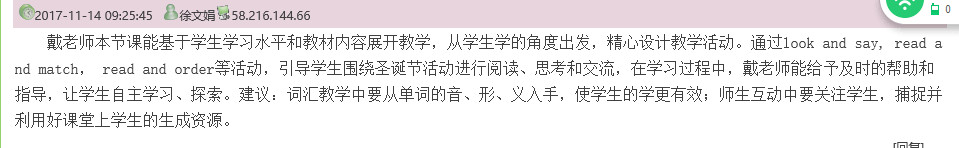 2017-11-14 09:25:45 徐文娟 58.216.144.66
0
戴老师本节课能基于学生学习水平和教材内容展开教学，从学生学的角度出发，精心设计教学活动。通过look and say, read a
nd match， read and order等活动，引导学生围绕圣诞节活动进行阅读、思考和交流，在学习过程中，戴老师能给予及时的帮助和
指导，让学生自主学习、探索。建议：词汇教学中要从单词的音、形、义入手，使学生的学更有效；师生互动中要关注学生，捕捉并
利用好课堂上学生的生成资源。
[回复]